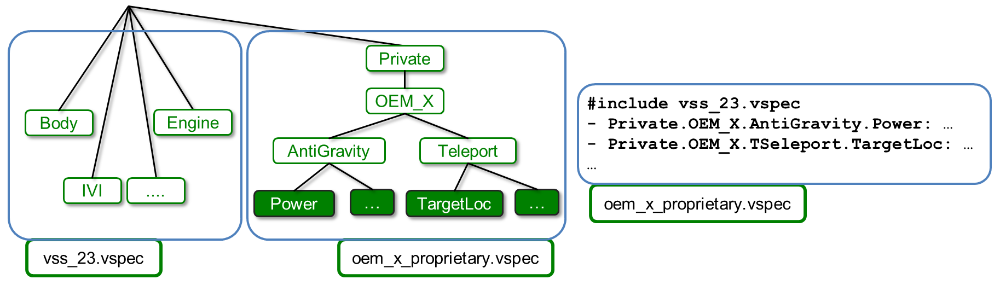 Private
OEM_X
Body
Engine
AntiGravity
Teleport
IVI
....
Power
...
TargetLoc
...
vss_23.vspec
oem_x_proprietary.vspec
#include vss_23.vspec
- Private.OEM_X.AntiGravity.Power: …
- Private.OEM_X.TSeleport.TargetLoc: …
…
oem_x_proprietary.vspec